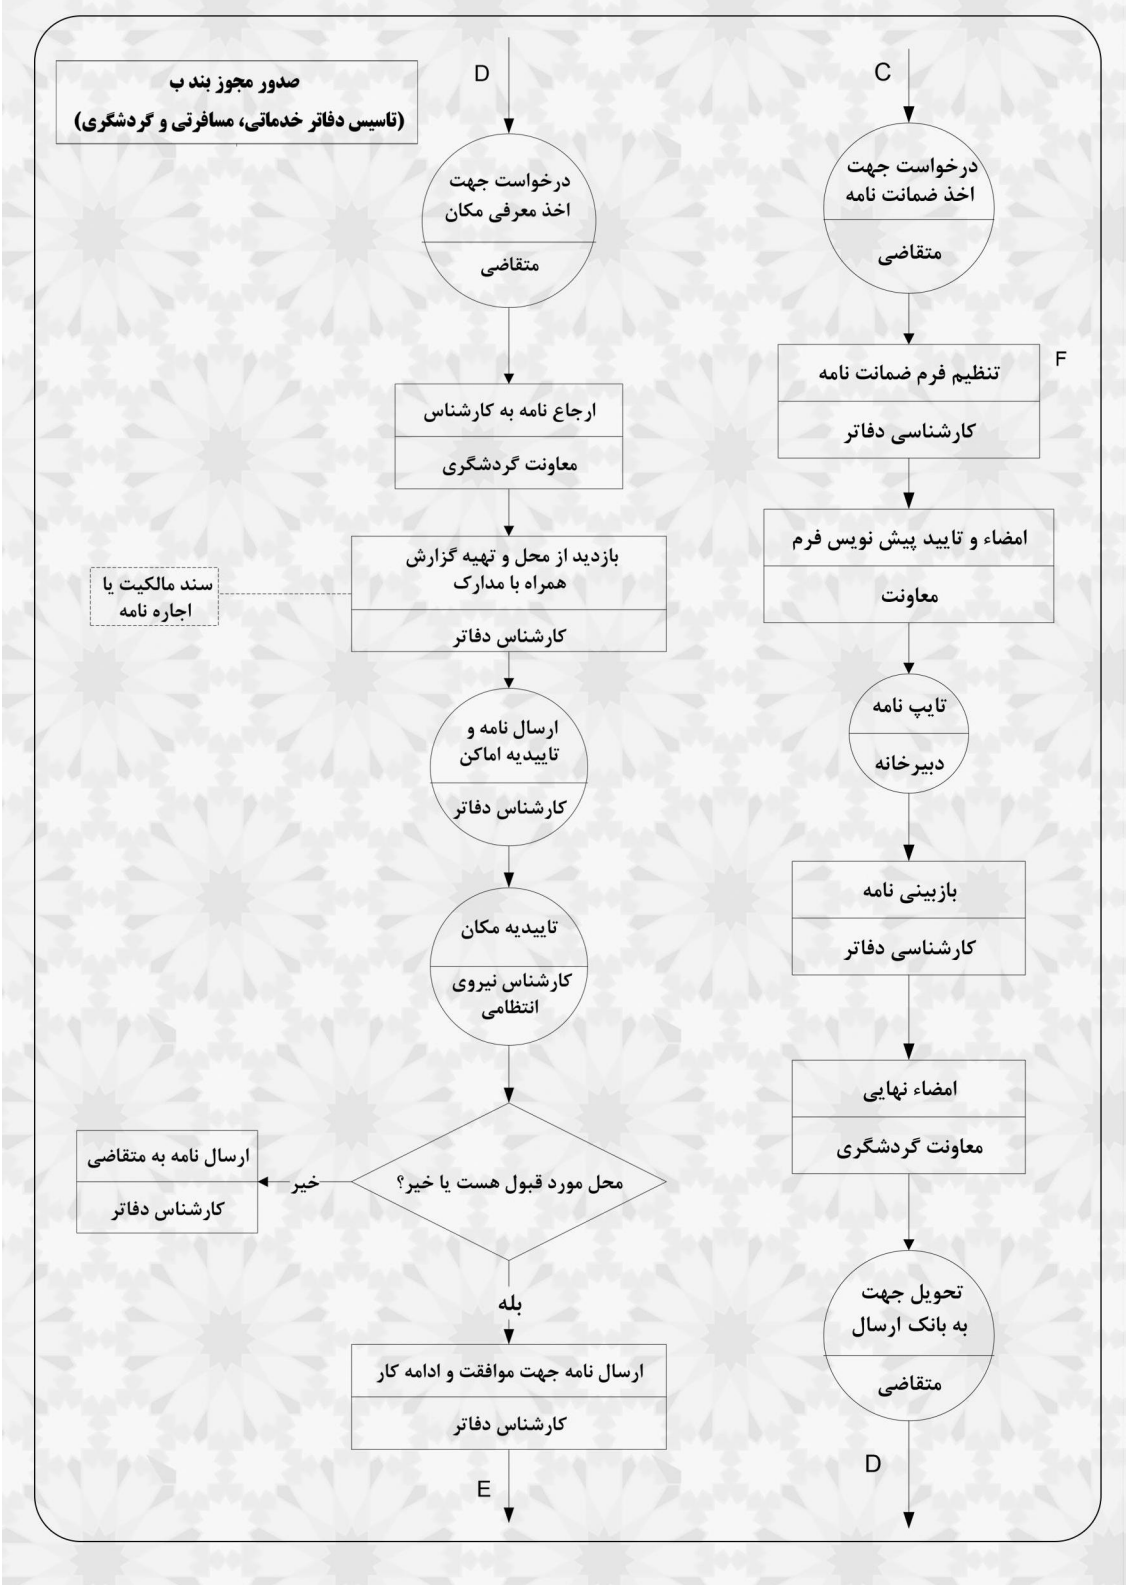 صدور مجوز بند ب
(تاسیس دفاتر خدماتی، مسافرتی و گردشگری)
C
درخواست جهت
اخذ ضمانت نامه
متقاضی
F
تنظیم فرم ضمانت نامه
کارشناسی دفاتر
امضاء و تایید پیش نویس فرم
معاونت
تایپ نامه
دبیرخانه
بازبینی نامه
کارشناسی دفاتر
امضاء نهایی
معاونت گردشگری
تحویل جهت
به بانک ارسال
متقاضی
D
D
درخواست جهت
اخذ معرفی مکان
متقاضی
ارجاع نامه به کارشناس
معاونت گردشگری
بازدید از محل و تهیه گزارش
همراه با مدارک
کارشناس دفاتر
سند مالکیت یا
اجاره نامه
ارسال نامه و
تاییدیه اماکن
کارشناس دفاتر
تاییدیه مکان
کارشناس نیروی
انتظامی
محل مورد قبول هست یا خیر؟
خیر
ارسال نامه به متقاضی
کارشناس دفاتر
بله
ارسال نامه جهت موافقت و ادامه کار
کارشناس دفاتر
E